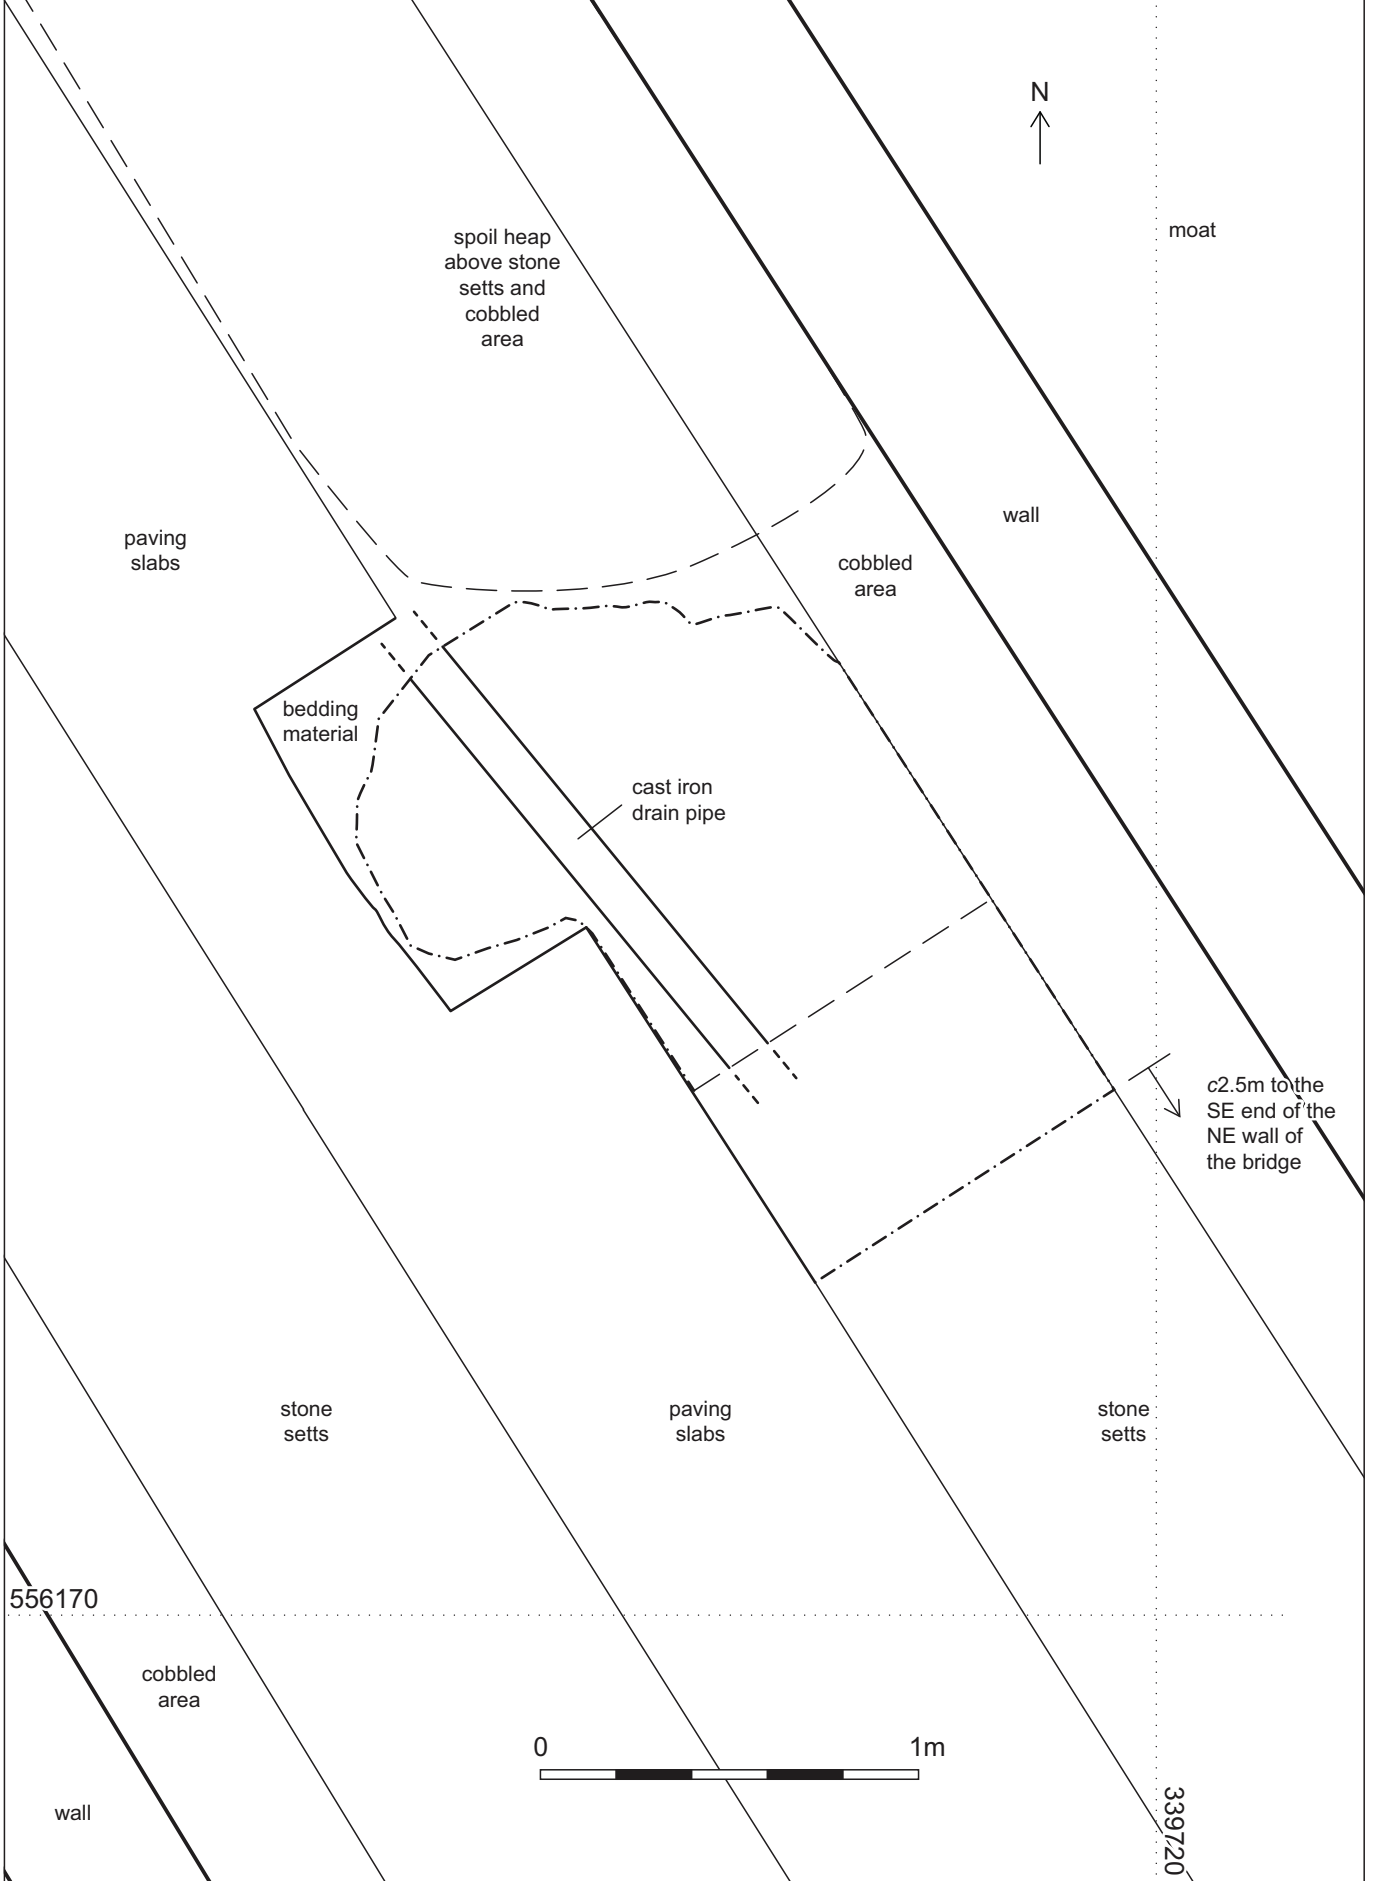 N
moat
spoil heap
above stone
setts and
cobbled
area
wall
paving
slabs
cobbled
area
bedding
material
cast iron
drain pipe
c2.5m to the
SE end of the
NE wall of
the bridge
stone
setts
paving
slabs
stone
setts
556170
cobbled
area
0 1m
wall
339720